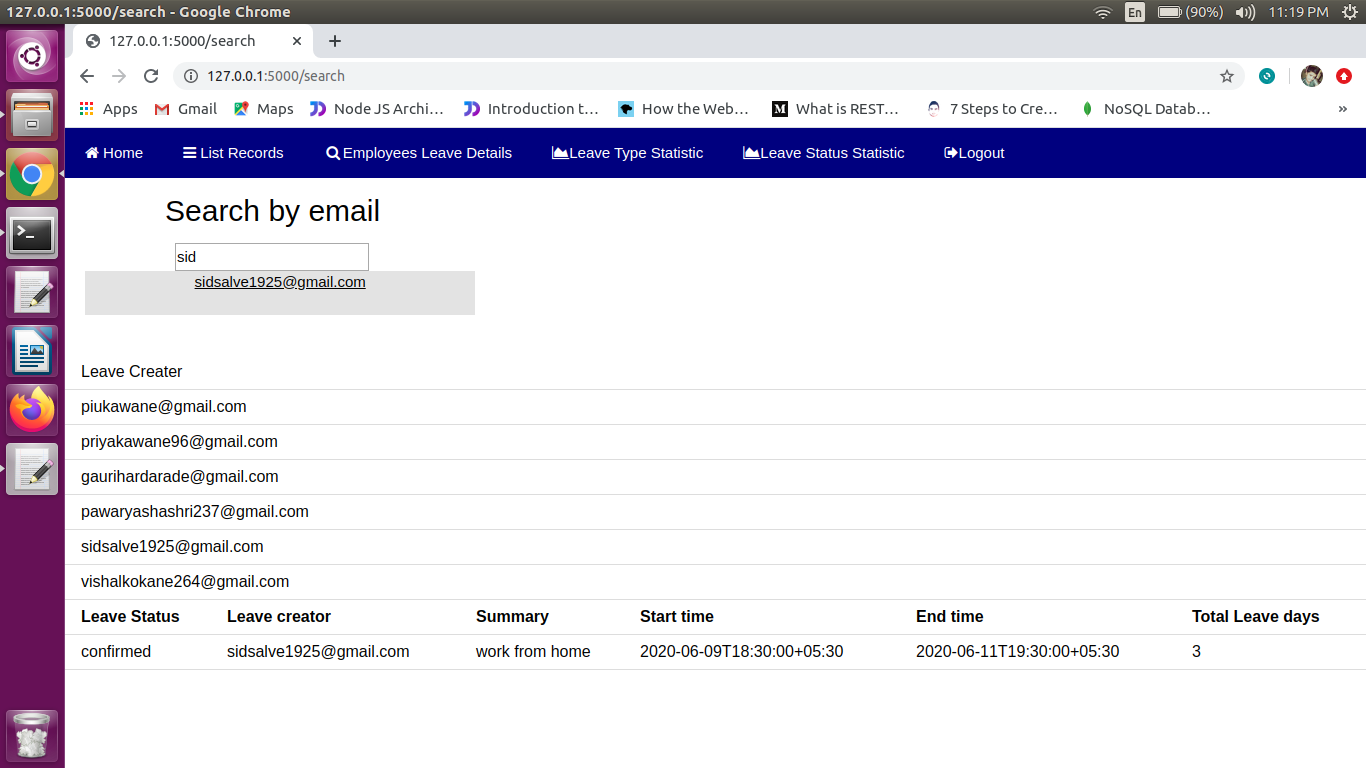 127.0.0.1:5000/search - Google Chrome En (90%) 11:19 PM
127.0.0.1:5000/search
127.0.0.1:5000/search
Apps Gmail Maps Node JS Archi… Introduction t… How the Web… What is REST… 7 Steps to Cre… NoSQL Datab… »
Home List Records Employees Leave Details Leave Type Statistic Leave Status Statistic Logout
Search by email
sid
sidsalve1925@gmail.com
Leave Creater
piukawane@gmail.com
priyakawane96@gmail.com
gaurihardarade@gmail.com
pawaryashashri237@gmail.com
sidsalve1925@gmail.com
vishalkokane264@gmail.com
Leave Status Leave creator Summary Start time End time Total Leave days
confirmed sidsalve1925@gmail.com work from home 2020-06-09T18:30:00+05:30 2020-06-11T19:30:00+05:30 3